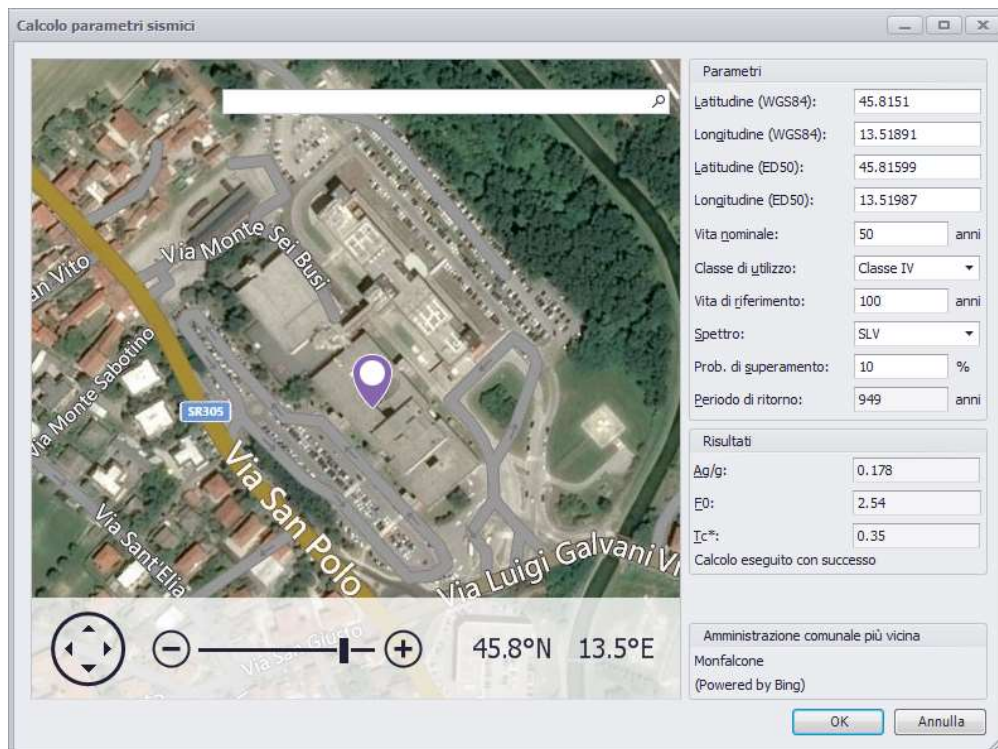 Calcolo parametri sismici
Parametri
Latitudine (WGS84): 45.8151
Longitudine (WGS84): 13.51891
Latitudine (ED50): 45.81599
Longitudine (ED50): 13.51987
Vita nominale: 50 anni
Classe di utilizzo: Classe IV
Vita di riferimento: 100 anni
Spettro: SLV
Prob. di superamento: 10 %
Periodo di ritorno: 949 anni
Risultati
Ag/g: 0.178
F0: 2.54
Tc*: 0.35
Calcolo eseguito con successo
Amministrazione comunale più vicina
Monfalcone
(Powered by Bing)
OK
Annulla
Via Monte Sei Busi
San Vito
Via Monte Sabotino
SR305
Via San Polo
Via Sant'Elia
Via Luigi Galvani Vi
Via San Giusto
45.8°N 13.5°E